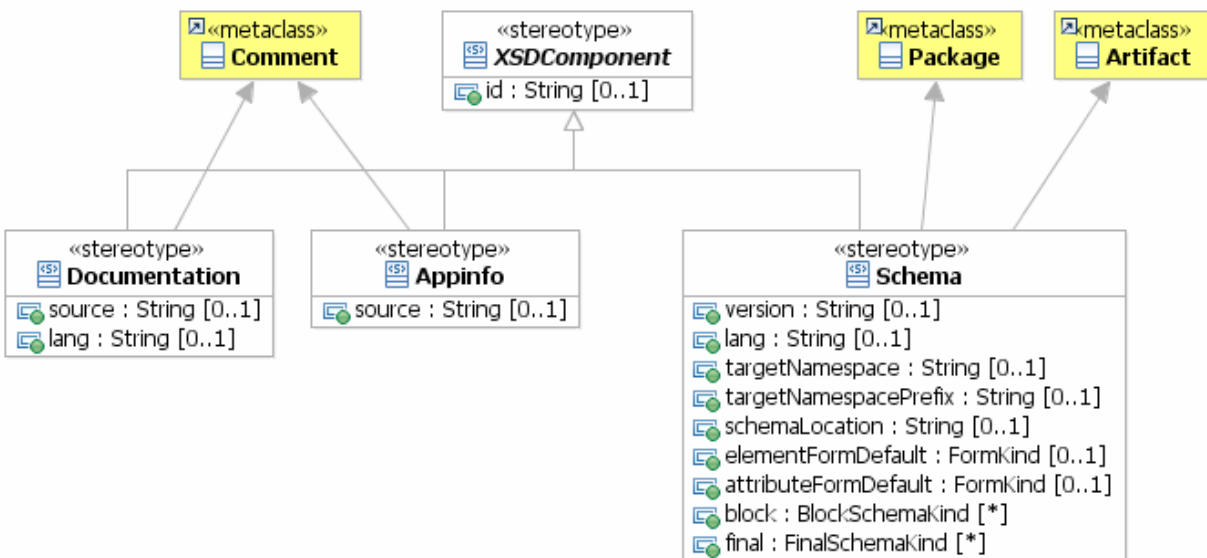 «metaclass»
Comment
«stereotype»
XSDComponent
id : String [0..1]
«metaclass»
Package
«metaclass»
Artifact
«stereotype»
Documentation
source : String [0..1]
lang : String [0..1]
«stereotype»
Appinfo
source : String [0..1]
«stereotype»
Schema
version : String [0..1]
lang : String [0..1]
targetNamespace : String [0..1]
targetNamespacePrefix : String [0..1]
schemaLocation : String [0..1]
elementFormDefault : FormKind [0..1]
attributeFormDefault : FormKind [0..1]
block : BlockSchemaKind [*]
final : FinalSchemaKind [*]